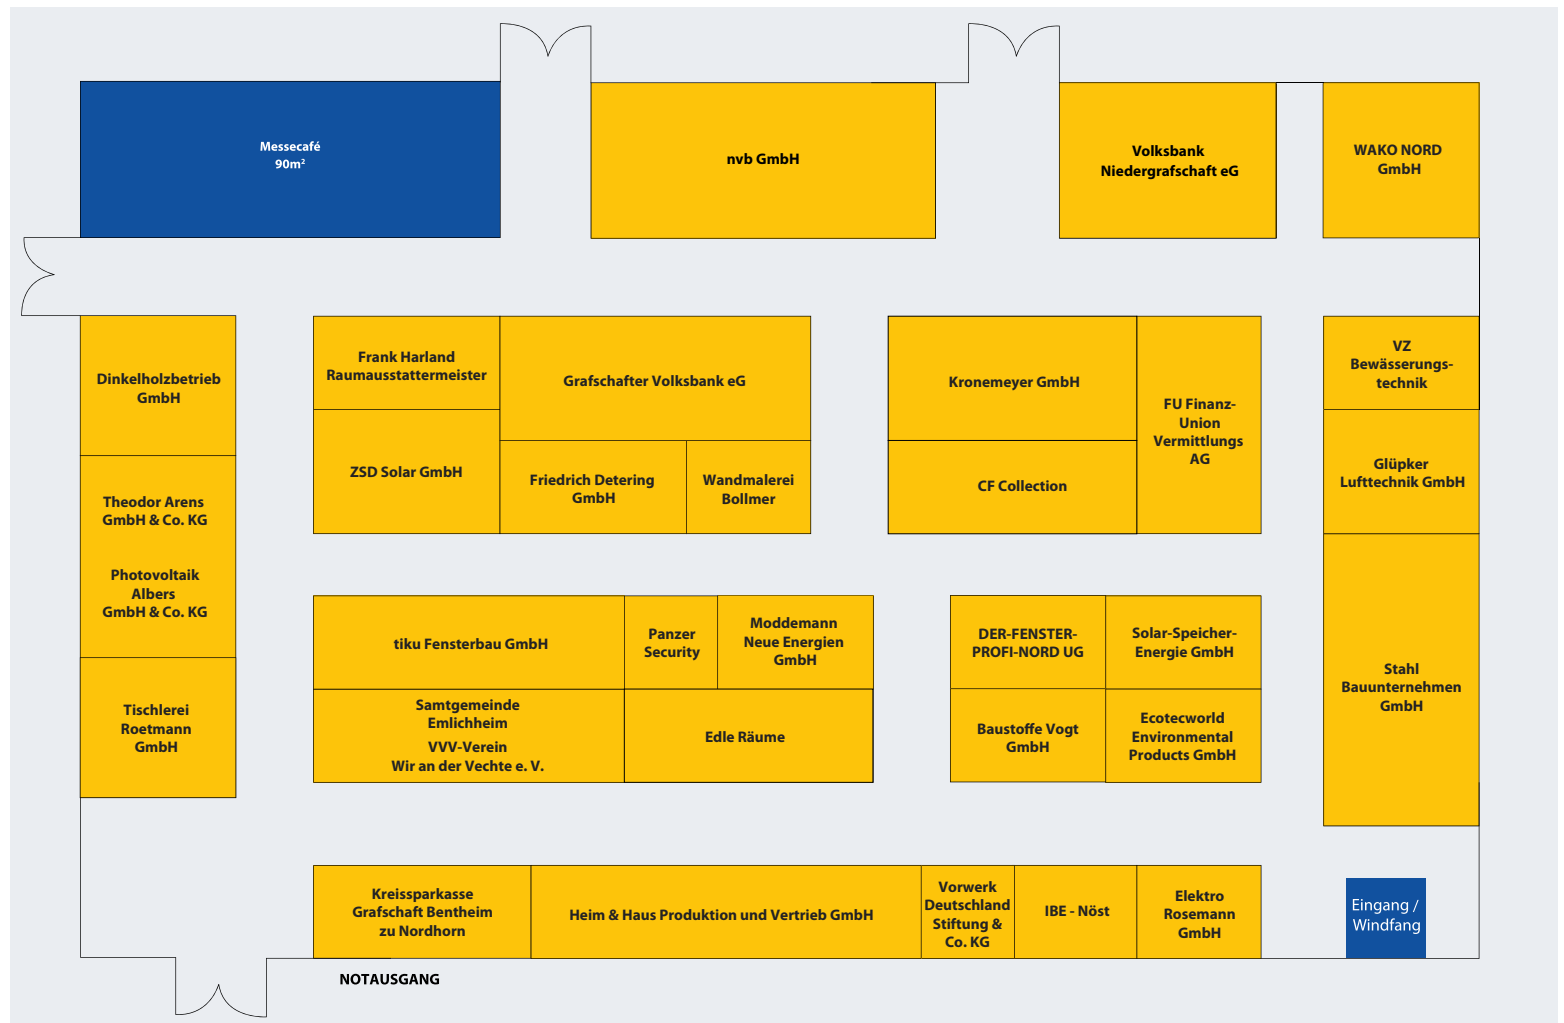 Messecafé
90m²
nvb GmbH
Volksbank
Niedergrafschaft eG
WAKO NORD
GmbH
Dinkelholzbetrieb
GmbH
Theodor Arens
GmbH & Co. KG
Photovoltaik
Albers
GmbH & Co. KG
Tischlerei
Roetmann
GmbH
Frank Harland
Raumausstattermeister
ZSD Solar GmbH
Grafschafter Volksbank eG
Friedrich Detering
GmbH
Wandmalerei
Bollmer
Kronemeyer GmbH
CF Collection
FU Finanz-
Union
Vermittlungs
AG
VZ
Bewässerungs-
technik
Glüpker
Lufttechnik GmbH
Stahl
Bauunternehmen
GmbH
tiku Fensterbau GmbH
Panzer
Security
Moddemann
Neue Energien
GmbH
Samtgemeinde
Emlichheim
VVV-Verein
Wir an der Vechte e. V.
Edle Räume
DER-FENSTER-
PROFI-NORD UG
Solar-Speicher-
Energie GmbH
Baustoffe Vogt
GmbH
Ecotecworld
Environmental
Products GmbH
Kreissparkasse
Grafschaft Bentheim
zu Nordhorn
Heim & Haus Produktion und Vertrieb GmbH
Vorwerk
Deutschland
Stiftung &
Co. KG
IBE - Nöst
Elektro
Rosemann
GmbH
Eingang /
Windfang
NOTAUSGANG